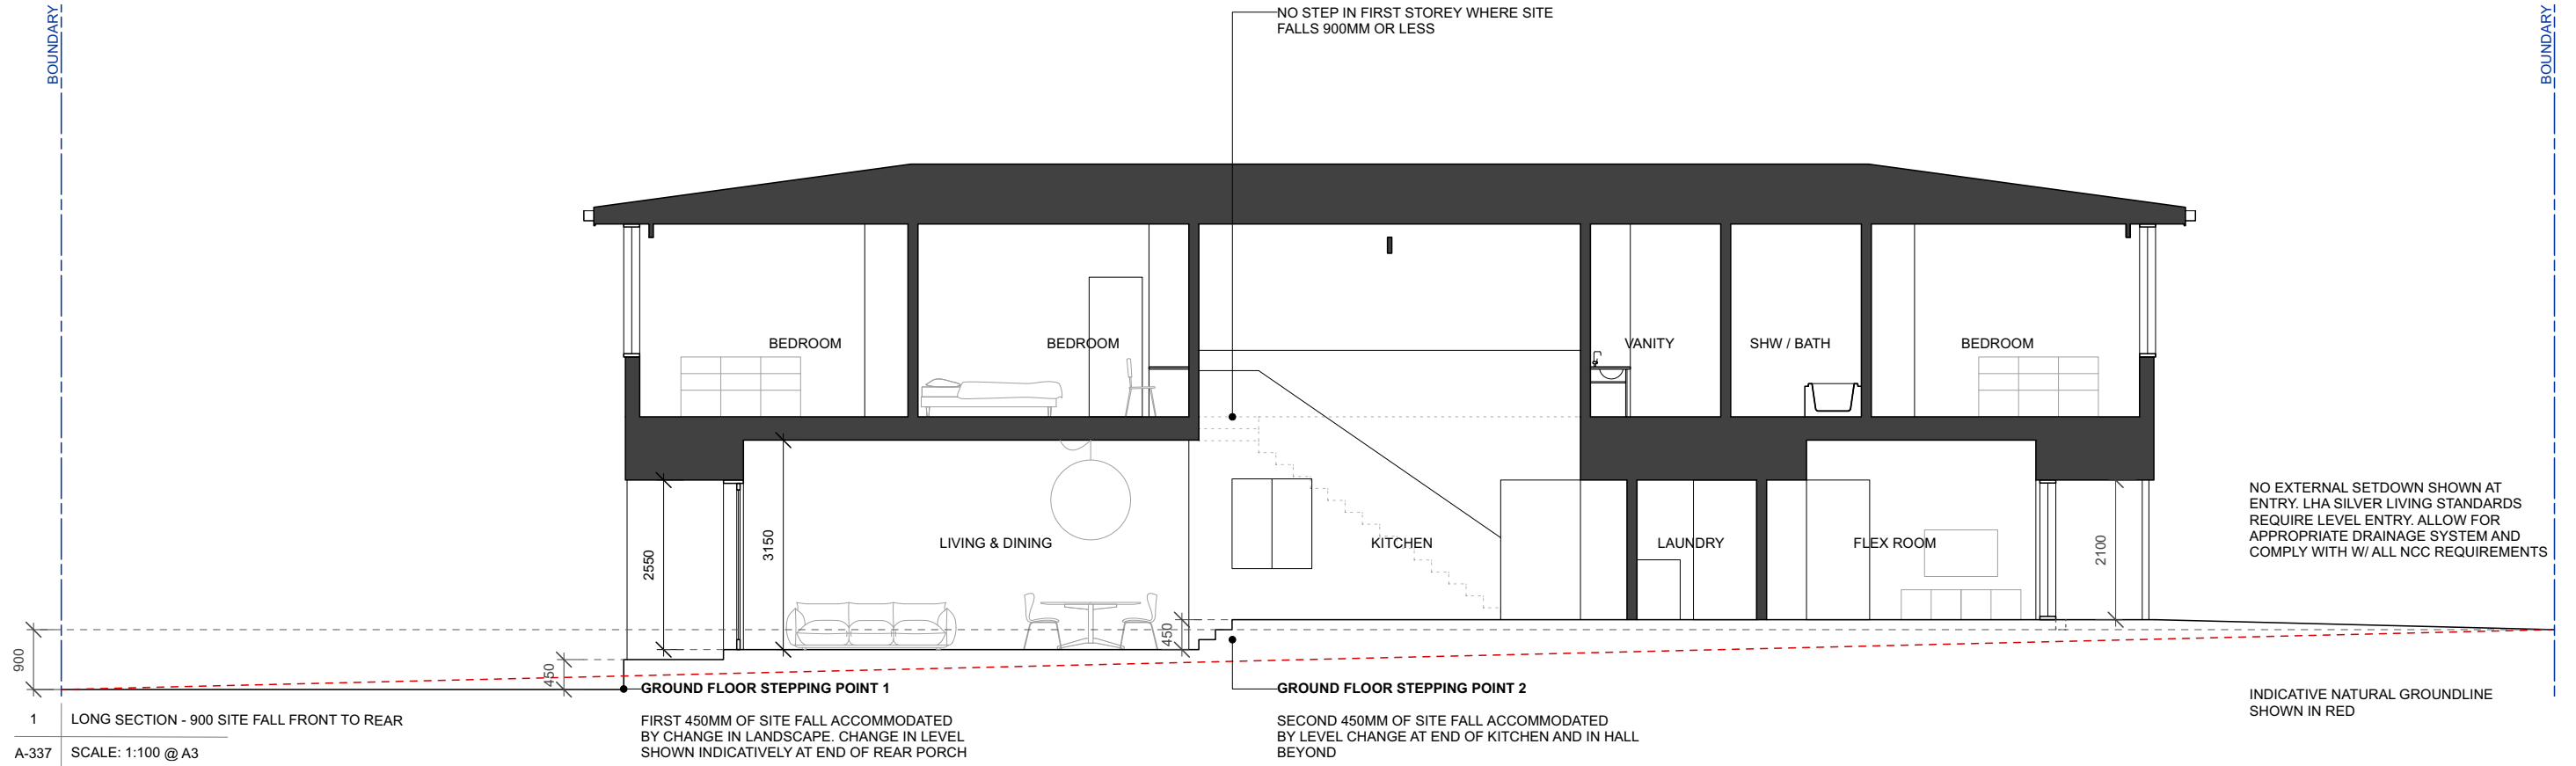 BOUNDARY
BOUNDARY
NO STEP IN FIRST STOREY WHERE SITE
FALLS 900MM OR LESS
BEDROOM
BEDROOM
VANITY
SHW / BATH
BEDROOM
2550
3150
LIVING & DINING
KITCHEN
LAUNDRY
FLEX ROOM
2100
NO EXTERNAL SETDOWN SHOWN AT
ENTRY. LHA SILVER LIVING STANDARDS
REQUIRE LEVEL ENTRY. ALLOW FOR
APPROPRIATE DRAINAGE SYSTEM AND
COMPLY WITH W/ ALL NCC REQUIREMENTS
900
450
450
GROUND FLOOR STEPPING POINT 1
FIRST 450MM OF SITE FALL ACCOMMODATED
BY CHANGE IN LANDSCAPE. CHANGE IN LEVEL
SHOWN INDICATIVELY AT END OF REAR PORCH
GROUND FLOOR STEPPING POINT 2
SECOND 450MM OF SITE FALL ACCOMMODATED
BY LEVEL CHANGE AT END OF KITCHEN AND IN HALL
BEYOND
INDICATIVE NATURAL GROUNDLINE
SHOWN IN RED
1 LONG SECTION - 900 SITE FALL FRONT TO REAR
A-337 SCALE: 1:100 @ A3